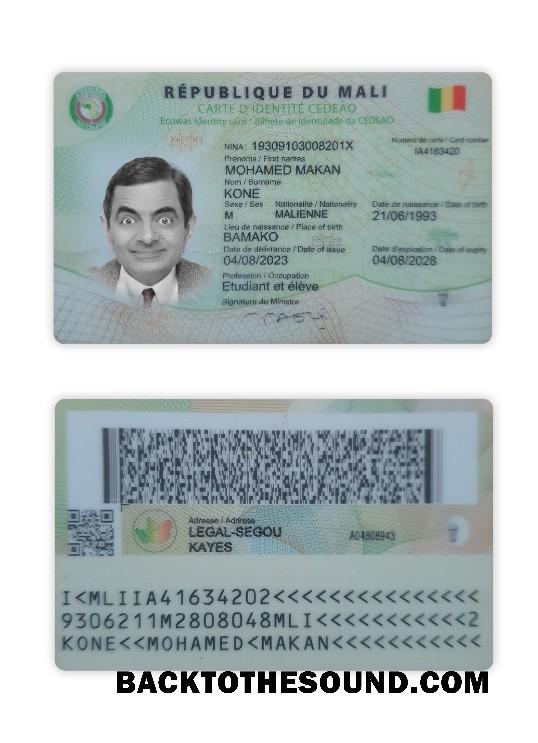 RÉPUBLIQUE DU MALI
CARTE D'IDENTITÉ CEDEAO
Ecowas identity card / Bilhete de identidade da CEDEAO
NINA: 19309103008201X
Numéro de carte / Card number
IA4163420
Prénoms / First names
MOHAMED MAKAN
Nom / Surname
KONE
Sexe / Sex Nationalité / Nationality Date de naissance / Date of birth
M MALIENNE 21/06/1993
Lieu de naissance / Place of birth
BAMAKO
Date de délivrance / Date of issue Date d'expiration / Date of expiry
04/08/2023 04/08/2028
Profession / Occupation
Etudiant et élève
Signature du Ministre
Adresse / Address
LEGAL-SEGOU
KAYES
A04808943
I<MLIIA41634202<<<<<<<<<<<<<<<
9306211M2808048MLI<<<<<<<<<<<2
KONE<<MOHAMED<MAKAN<<<<<<<<<<<
BACKTOTHESOUND.COM